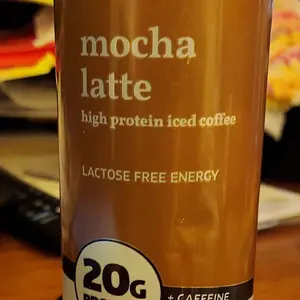 mocha
latte
high protein iced coffee
LACTOSE FREE ENERGY
20G
+ CAFFEINE